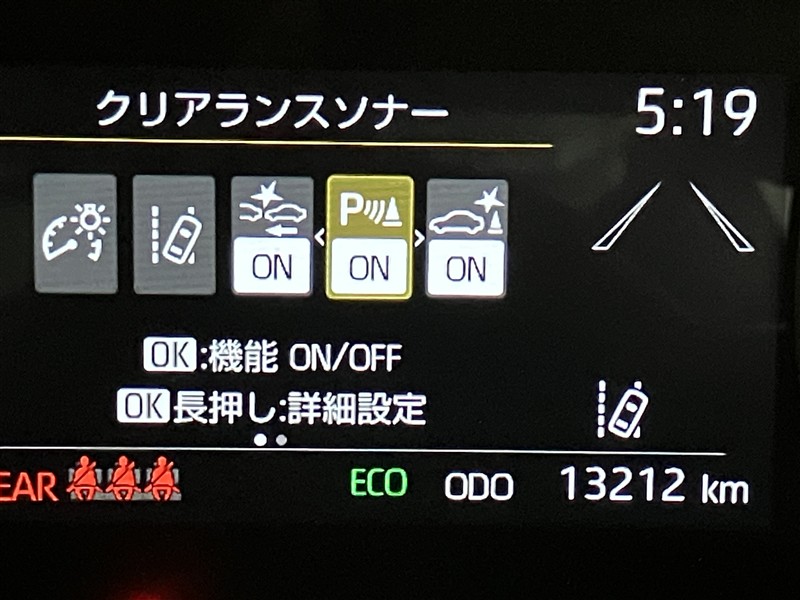 クリアランスソナー 5:19
ON P ON ON
OK:機能 ON/OFF
OK長押し:詳細設定
EAR ECO ODO 13212 km